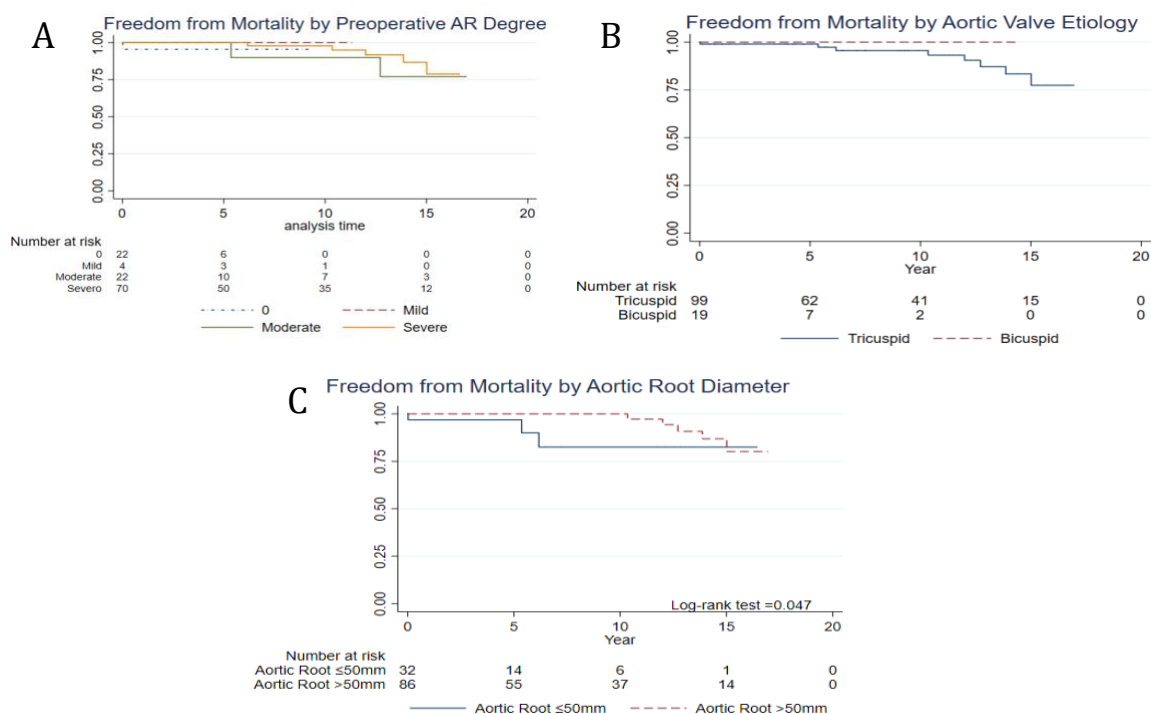 A
Freedom from Mortality by Preoperative AR Degree
1.00
0.75
0.50
0.25
0.00
0 5 10 15 20
analysis time
Number at risk
0 22 6 0 0 0
Mild 4 3 1 0 0
Moderate 22 10 7 3 0
Severo 70 50 35 12 0
0 Mild
Moderate Severe
B
Freedom from Mortality by Aortic Valve Etiology
1.00
0.75
0.50
0.25
0.00
0 5 10 15 20
Year
Number at risk
Tricuspid 99 62 41 15 0
Bicuspid 19 7 2 0 0
Tricuspid Bicuspid
C
Freedom from Mortality by Aortic Root Diameter
1.00
0.75
0.50
0.25
0.00
Log-rank test =0.047
0 5 10 15 20
Year
Number at risk
Aortic Root ≤50mm 32 14 6 1 0
Aortic Root >50mm 86 55 37 14 0
Aortic Root ≤50mm Aortic Root >50mm